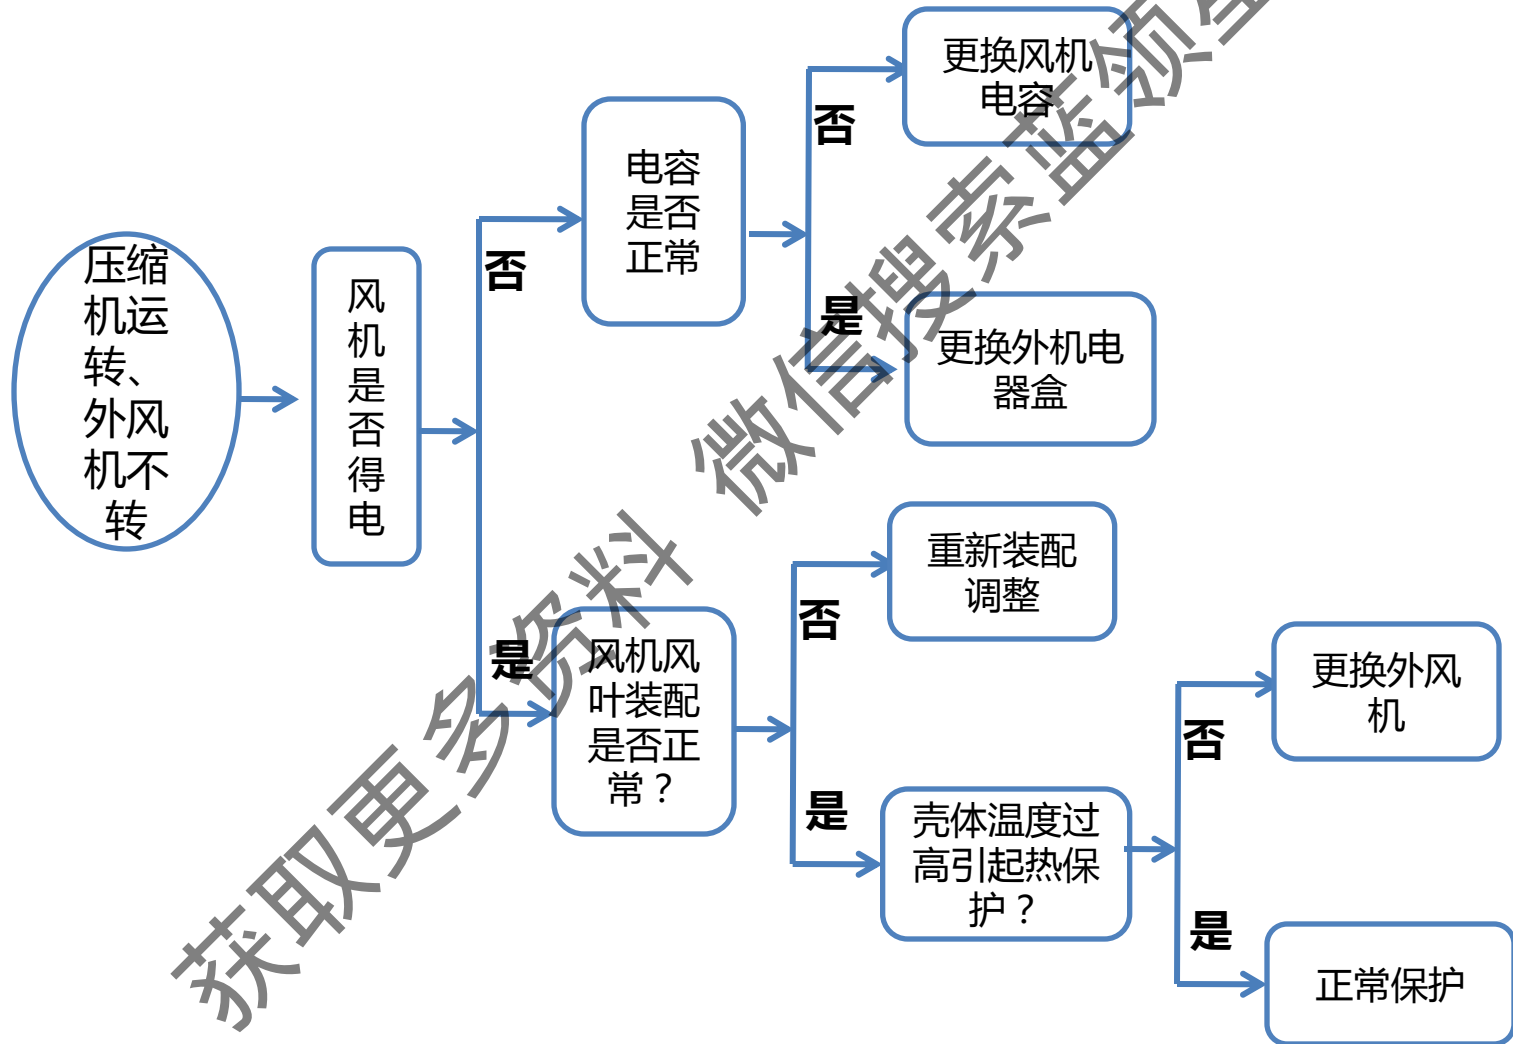 压缩
机运
转、
外风
机不
转
风
机
是
否
得
电
否
是
电容
是否
正常
否
是
更换风机
电容
更换外机电
器盒
风机风
叶装配
是否正
常？
否
是
重新装配
调整
壳体温度过
高引起热保
护？
否
是
更换外风
机
正常保护
获取更多资料 微信搜索蓝领